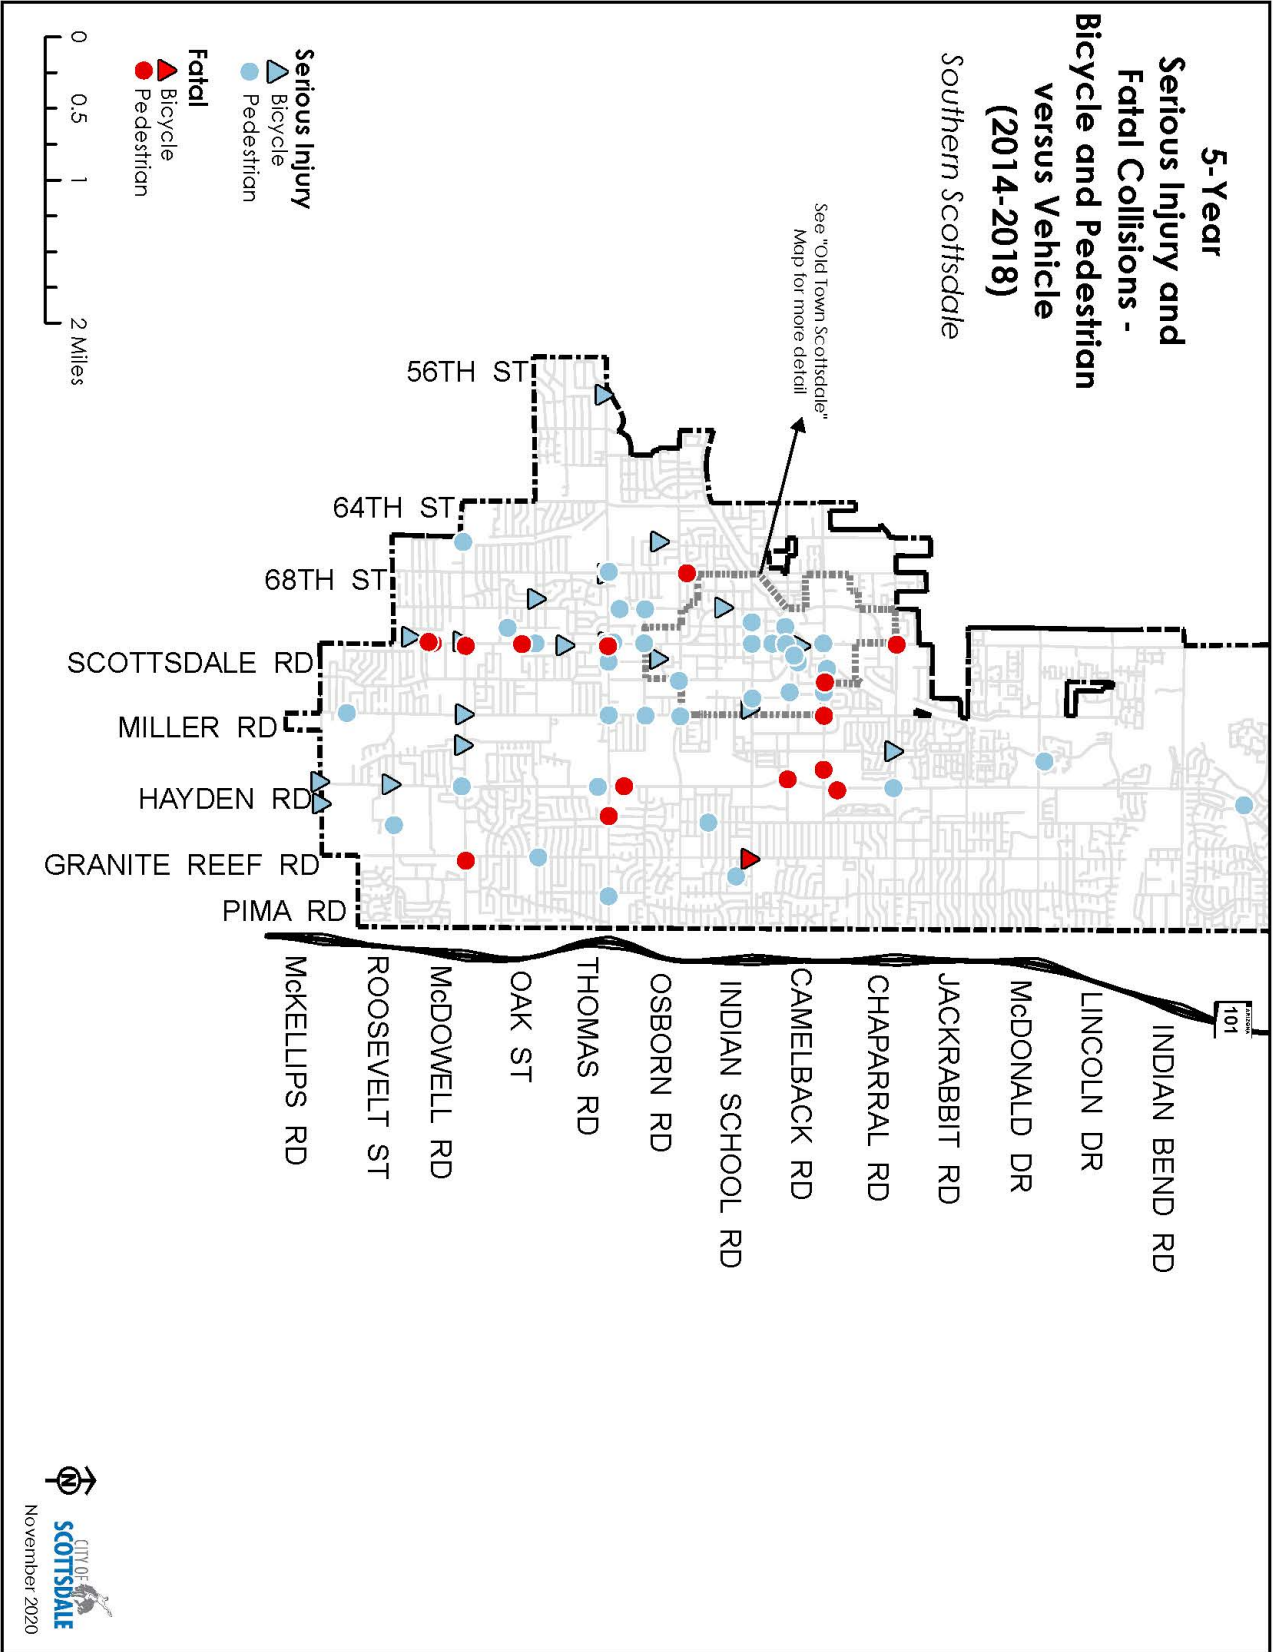 5-Year
Serious Injury and
Fatal Collisions -
Bicycle and Pedestrian
versus Vehicle
(2014-2018)
Southern Scottsdale
See "Old Town Scottsdale"
Map for more detail
Serious Injury
Bicycle
Pedestrian
Fatal
Bicycle
Pedestrian
0 0.5 1 2 Miles
56TH ST
64TH ST
68TH ST
SCOTTSDALE RD
MILLER RD
HAYDEN RD
GRANITE REEF RD
PIMA RD
ARIZONA
101
INDIAN BEND RD
LINCOLN DR
McDONALD DR
JACKRABBIT RD
CHAPARRAL RD
CAMELBACK RD
INDIAN SCHOOL RD
OSBORN RD
THOMAS RD
OAK ST
McDOWELL RD
ROOSEVELT ST
McKELLIPS RD
N
CITY OF
SCOTTSDALE
November 2020